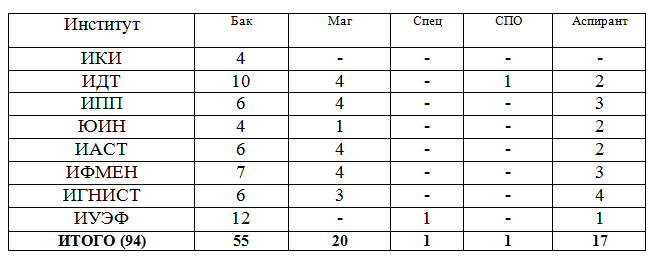 Институт Бак Маг Спец СПО Аспирант
ИКИ 4 - - - -
ИДТ 10 4 - 1 2
ИПП 6 4 - - 3
ЮИН 4 1 - - 2
ИАСТ 6 4 - - 2
ИФМЕН 7 4 - - 3
ИГНИСТ 6 3 - - 4
ИУЭФ 12 - 1 - 1
ИТОГО (94) 55 20 1 1 17